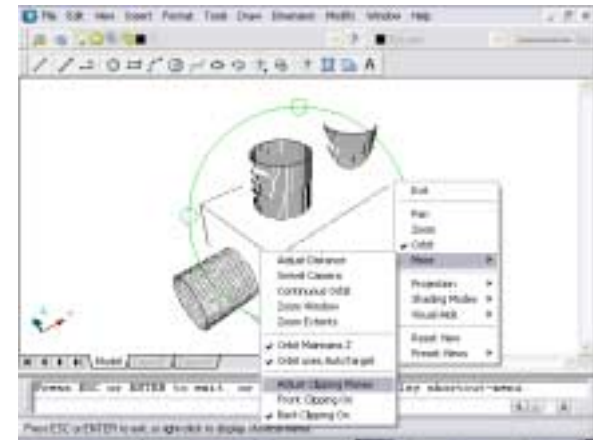 File Edit View Insert Format Tools Draw Dimension Modify Window Help
Exit
Pan
Zoom
Orbit
More
Projection
Shading Modes
Visual Aids
Reset View
Preset Views
Adjust Distance
Swivel Camera
Continuous Orbit
Zoom Window
Zoom Extents
Orbit Maintains Z
Orbit uses AutoTarget
Adjust Clipping Planes
Front Clipping On
Back Clipping On
Model
Press ESC or ENTER to exit, or
lay shortcut-menu
Press ESC or ENTER to exit, or right-click to display shortcut-menu.